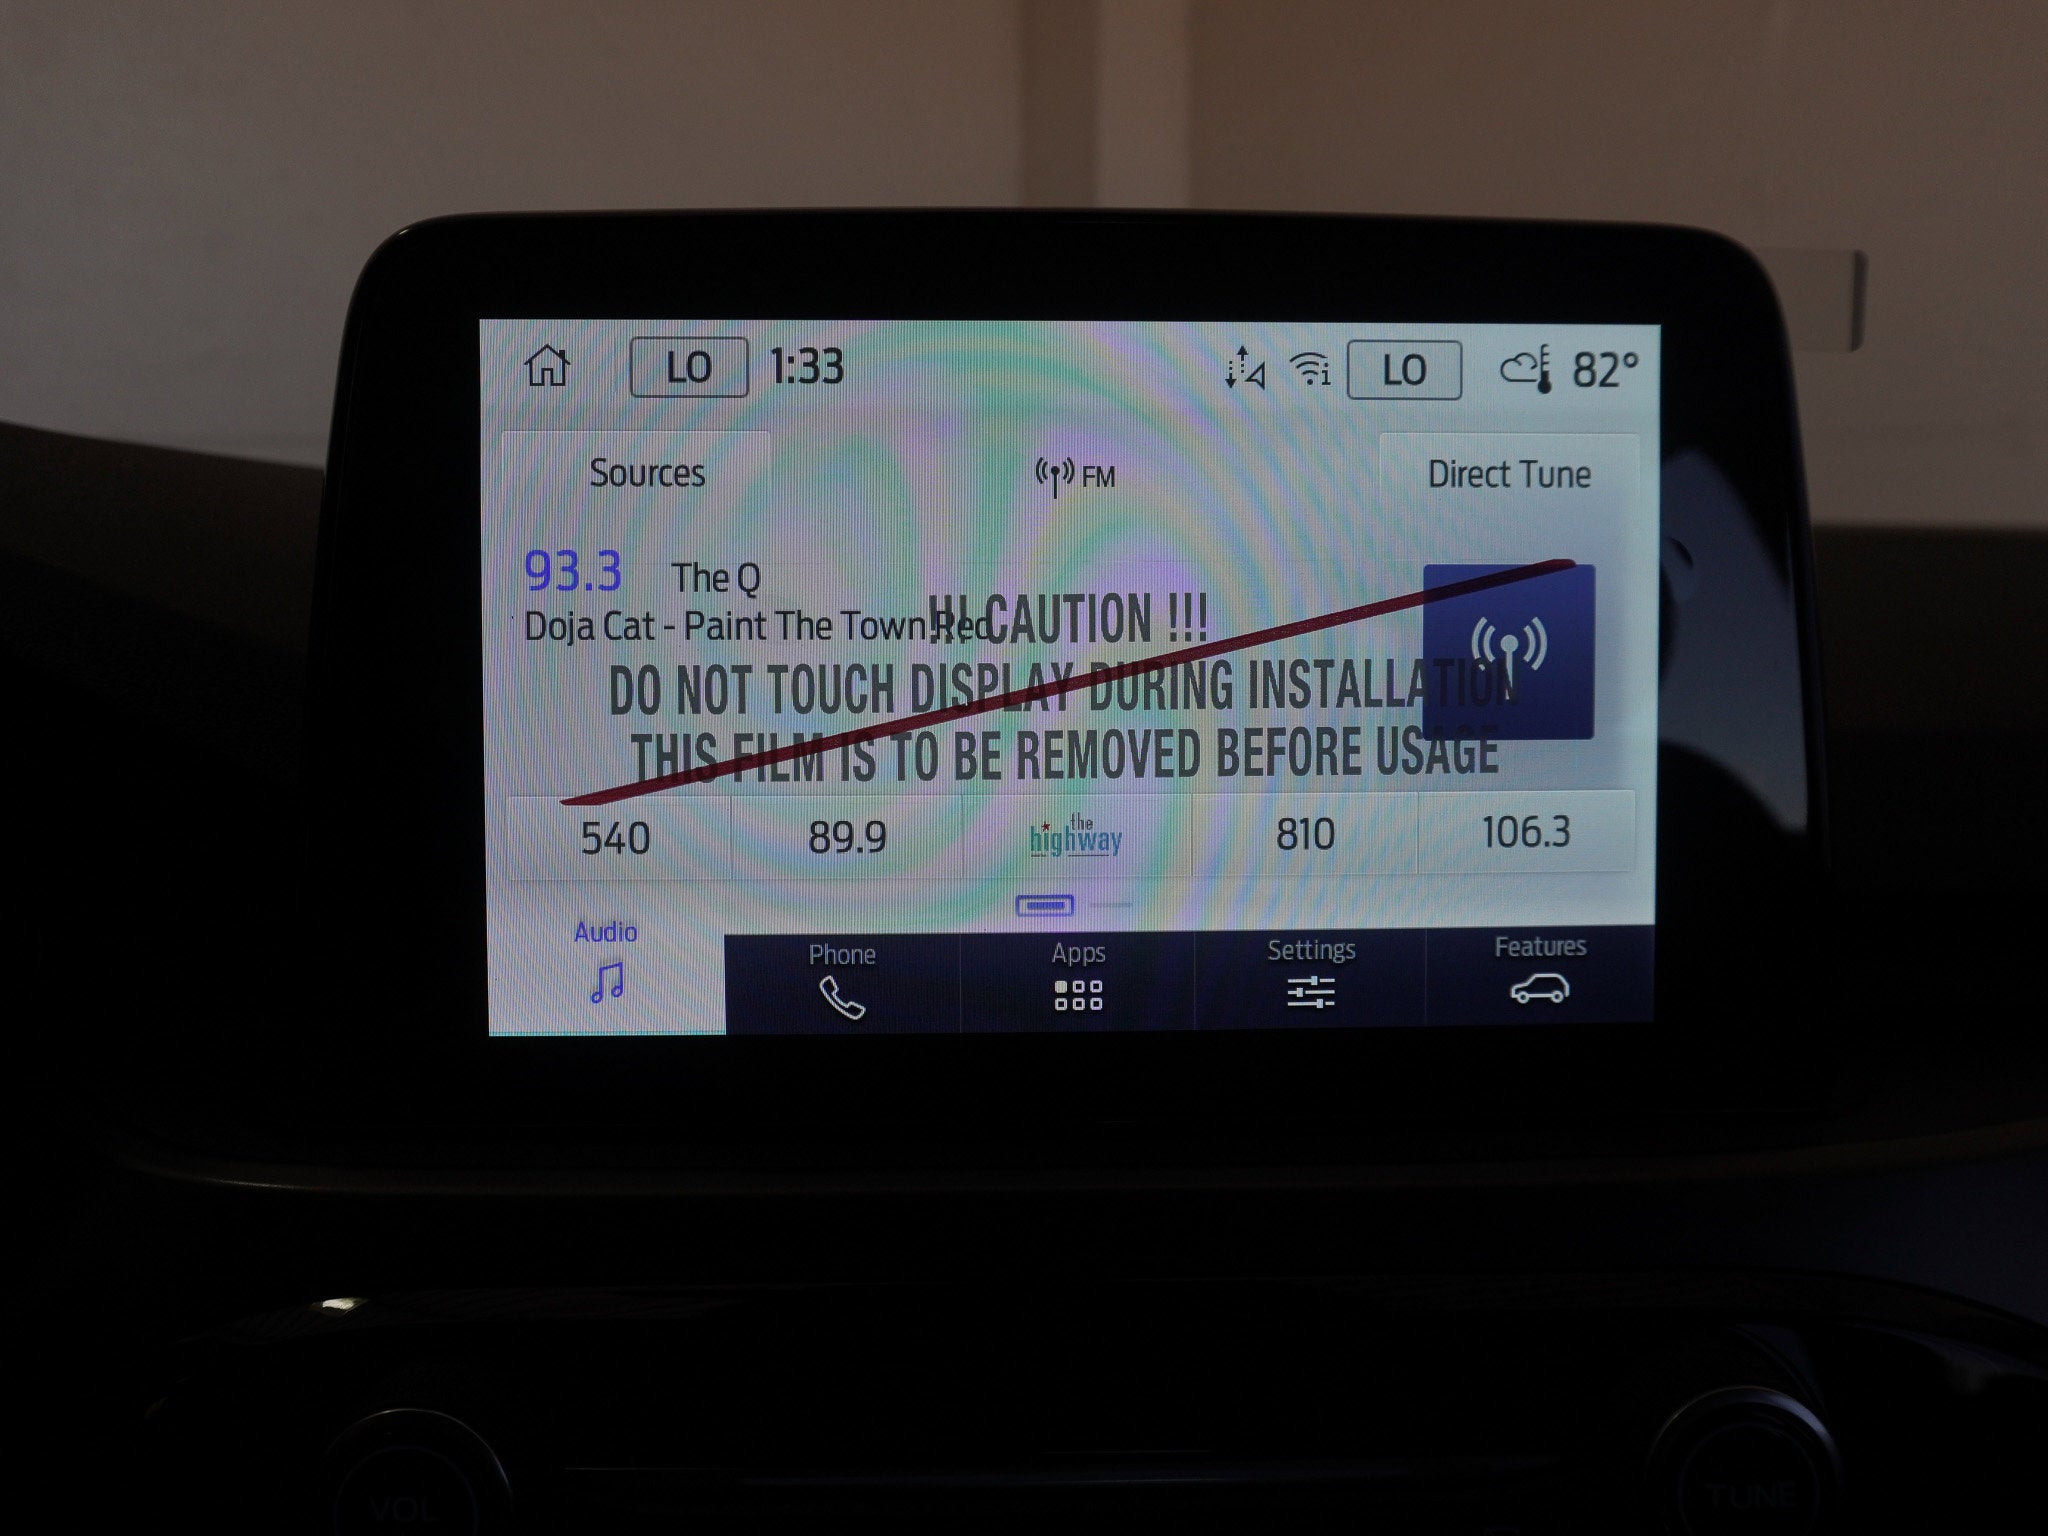 LO 1:33 LO 82°
Sources FM Direct Tune
93.3 The Q
Doja Cat - Paint The Town Red
!!! CAUTION !!!
DO NOT TOUCH DISPLAY DURING INSTALLATION
THIS FILM IS TO BE REMOVED BEFORE USAGE
540 89.9 the highway 810 106.3
Audio Phone Apps Settings Features
VOL TUNE